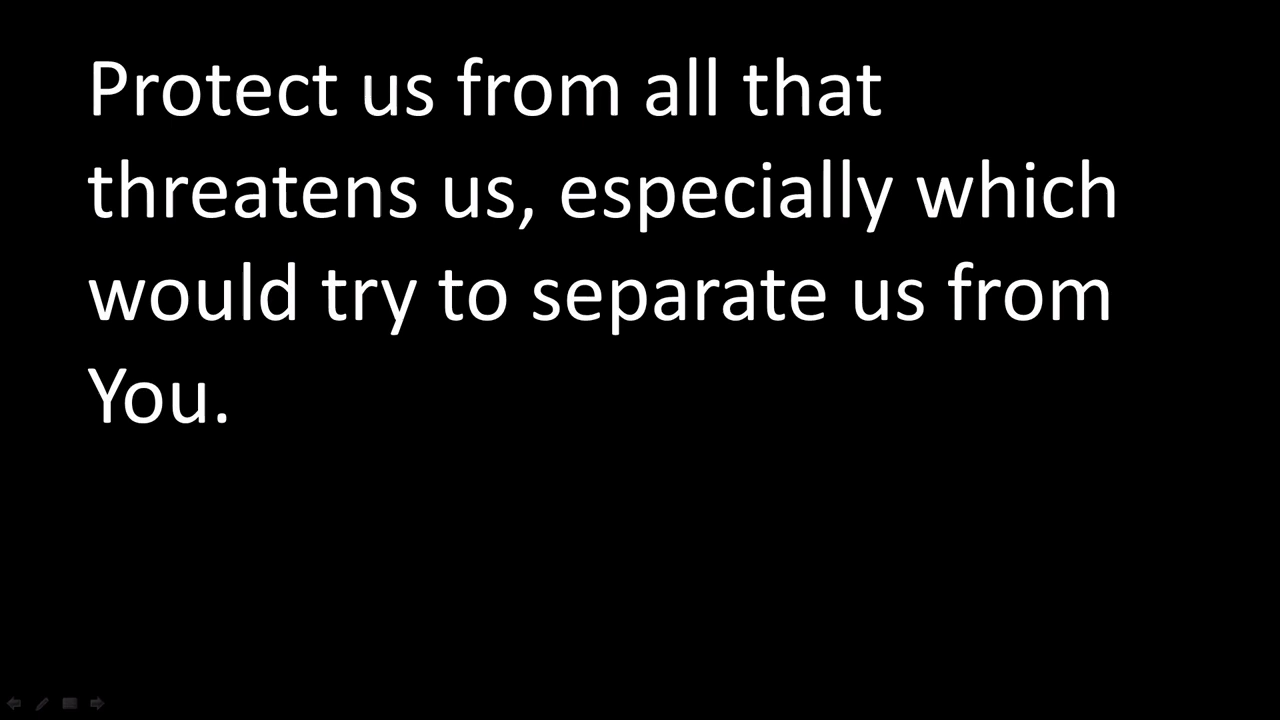 Protect us from all that
threatens us, especially which
would try to separate us from
You.